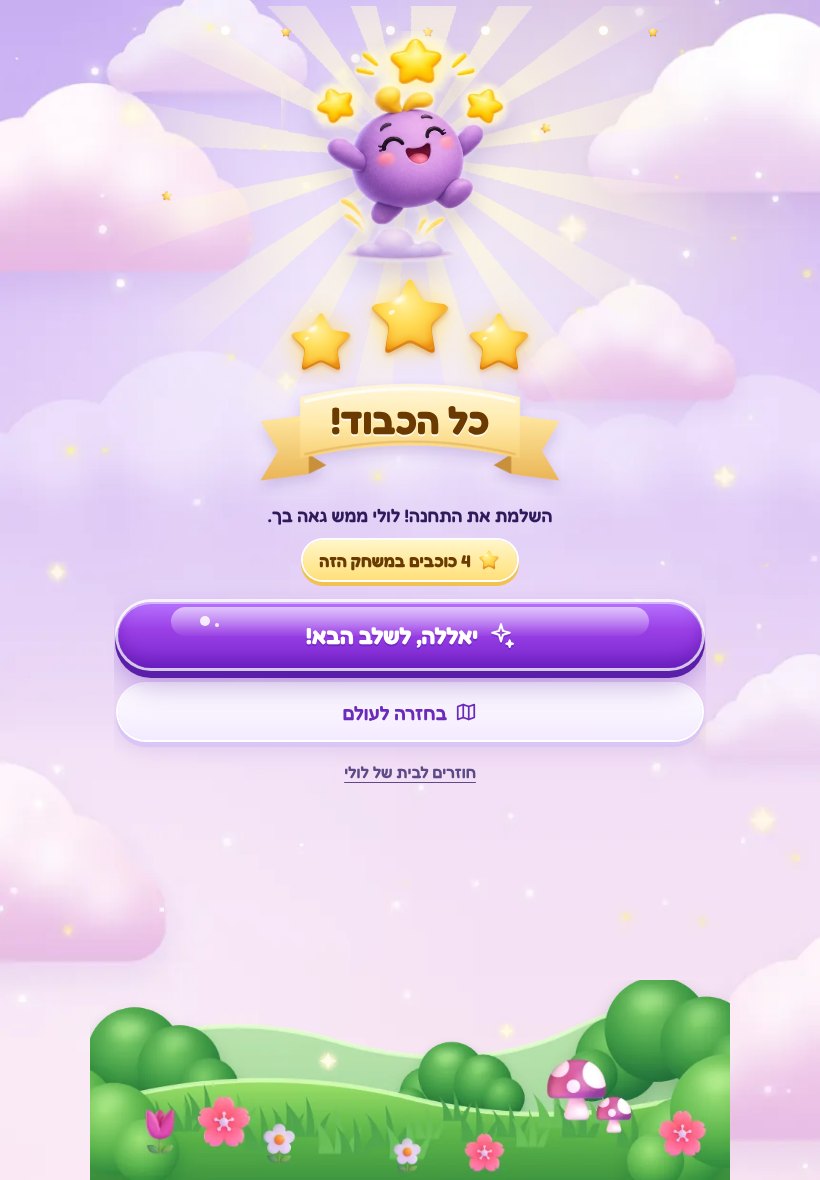 כל הכבוד!
השלמת את התחנה! לולי ממש גאה בך.
4 כוכבים במשחק הזה
יאללה, לשלב הבא!
בחזרה לעולם
חוזרים לבית של לולי